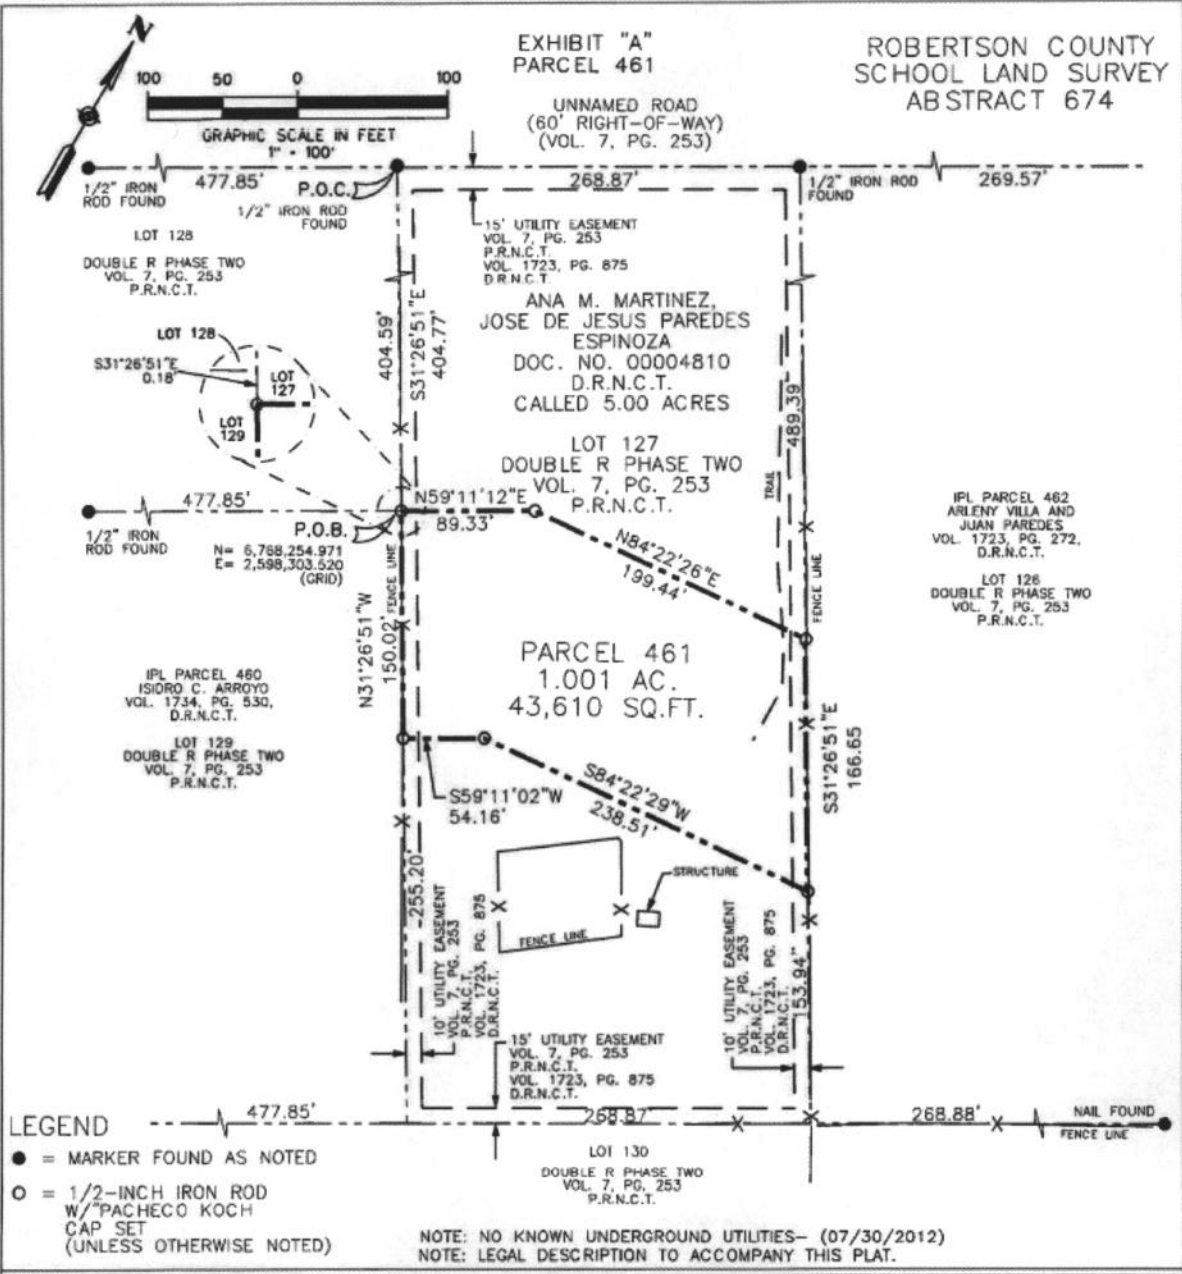 EXHIBIT "A"
PARCEL 461
ROBERTSON COUNTY
SCHOOL LAND SURVEY
ABSTRACT 674
N
100 50 0 100
GRAPHIC SCALE IN FEET
1" - 100'
UNNAMED ROAD
(60' RIGHT-OF-WAY)
(VOL. 7, PG. 253)
477.85'
268.87'
269.57'
1/2" IRON
ROD FOUND
P.O.C.
1/2" IRON ROD
FOUND
1/2" IRON ROD
FOUND
LOT 128
DOUBLE R PHASE TWO
VOL. 7, PG. 253
P.R.N.C.T.
15' UTILITY EASEMENT
VOL. 7, PG. 253
P.R.N.C.T.
VOL. 1723, PG. 875
D.R.N.C.T.
ANA M. MARTINEZ,
JOSE DE JESUS PAREDES
ESPINOZA
DOC. NO. 00004810
D.R.N.C.T.
CALLED 5.00 ACRES
LOT 127
DOUBLE R PHASE TWO
VOL. 7, PG. 253
P.R.N.C.T.
404.59'
S31°26'51"E
404.77'
489.39'
LOT 128
S31°26'51"E
0.18'
LOT
127
LOT
129
TRAIL
477.85'
1/2" IRON
ROD FOUND
P.O.B.
N= 6,768,254.971
E= 2,598,303.520
(GRID)
N59°11'12"E
89.33'
N84°22'26"E
199.44'
FENCE LINE
FENCE LINE
IPL PARCEL 462
ARLENY VILLA AND
JUAN PAREDES
VOL. 1723, PG. 272,
D.R.N.C.T.
LOT 126
DOUBLE R PHASE TWO
VOL. 7, PG. 253
P.R.N.C.T.
N31°26'51"W
150.02'
PARCEL 461
1.001 AC.
43,610 SQ.FT.
IPL PARCEL 460
ISIDRO C. ARROYO
VOL. 1734, PG. 530,
D.R.N.C.T.
LOT 129
DOUBLE R PHASE TWO
VOL. 7, PG. 253
P.R.N.C.T.
S31°26'51"E
166.65
S59°11'02"W
54.16'
S84°22'29"W
238.51'
255.20'
STRUCTURE
FENCE LINE
10' UTILITY EASEMENT
VOL. 7, PG. 253
P.R.N.C.T.
VOL. 1723, PG. 875
D.R.N.C.T.
10' UTILITY EASEMENT
VOL. 7, PG. 253
P.R.N.C.T.
VOL. 1723, PG. 875
D.R.N.C.T.
153.94"
15' UTILITY EASEMENT
VOL. 7, PG. 253
P.R.N.C.T.
VOL. 1723, PG. 875
D.R.N.C.T.
477.85'
268.87'
268.88'
NAIL FOUND
FENCE LINE
LOT 130
DOUBLE R PHASE TWO
VOL. 7, PG. 253
P.R.N.C.T.
LEGEND
= MARKER FOUND AS NOTED
= 1/2-INCH IRON ROD
W/"PACHECO KOCH
CAP SET
(UNLESS OTHERWISE NOTED)
NOTE: NO KNOWN UNDERGROUND UTILITIES- (07/30/2012)
NOTE: LEGAL DESCRIPTION TO ACCOMPANY THIS PLAT.